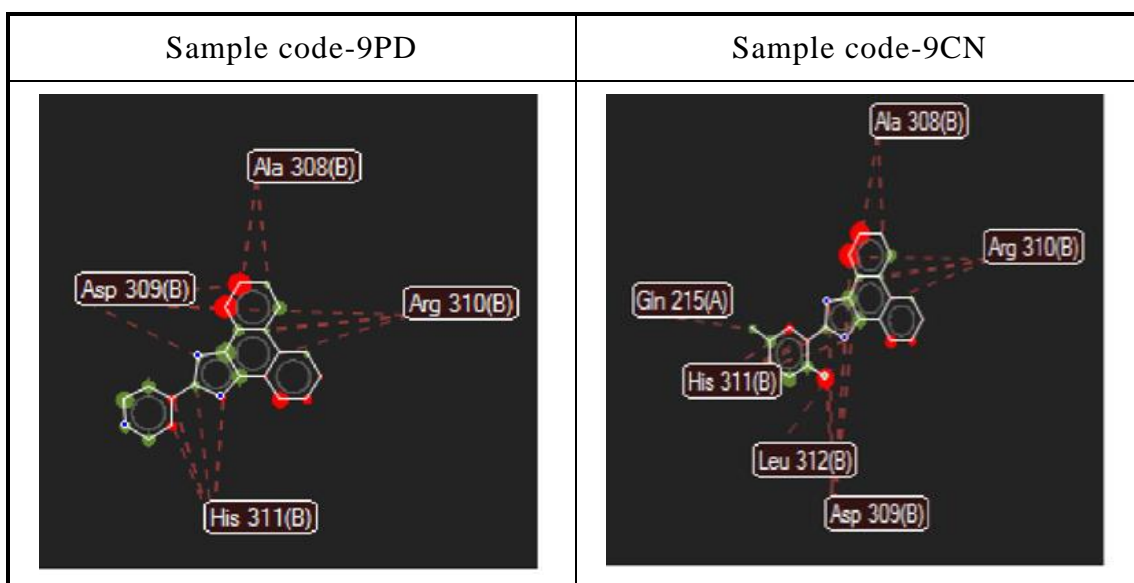 Sample code-9PD
Sample code-9CN
Ala 308(B)
Asp 309(B)
Arg 310(B)
His 311(B)
Ala 308(B)
Arg 310(B)
Gln 215(A)
His 311(B)
Leu 312(B)
Asp 309(B)